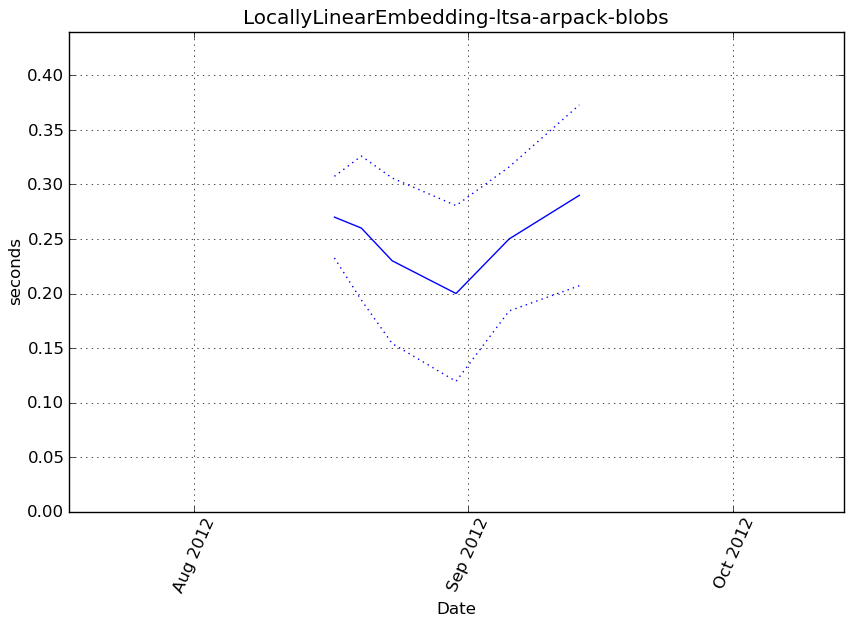 LocallyLinearEmbedding-ltsa-arpack-blobs
0.40
0.35
0.30
0.25
0.20
0.15
0.10
0.05
0.00
seconds
Aug 2012
Sep 2012
Oct 2012
Date